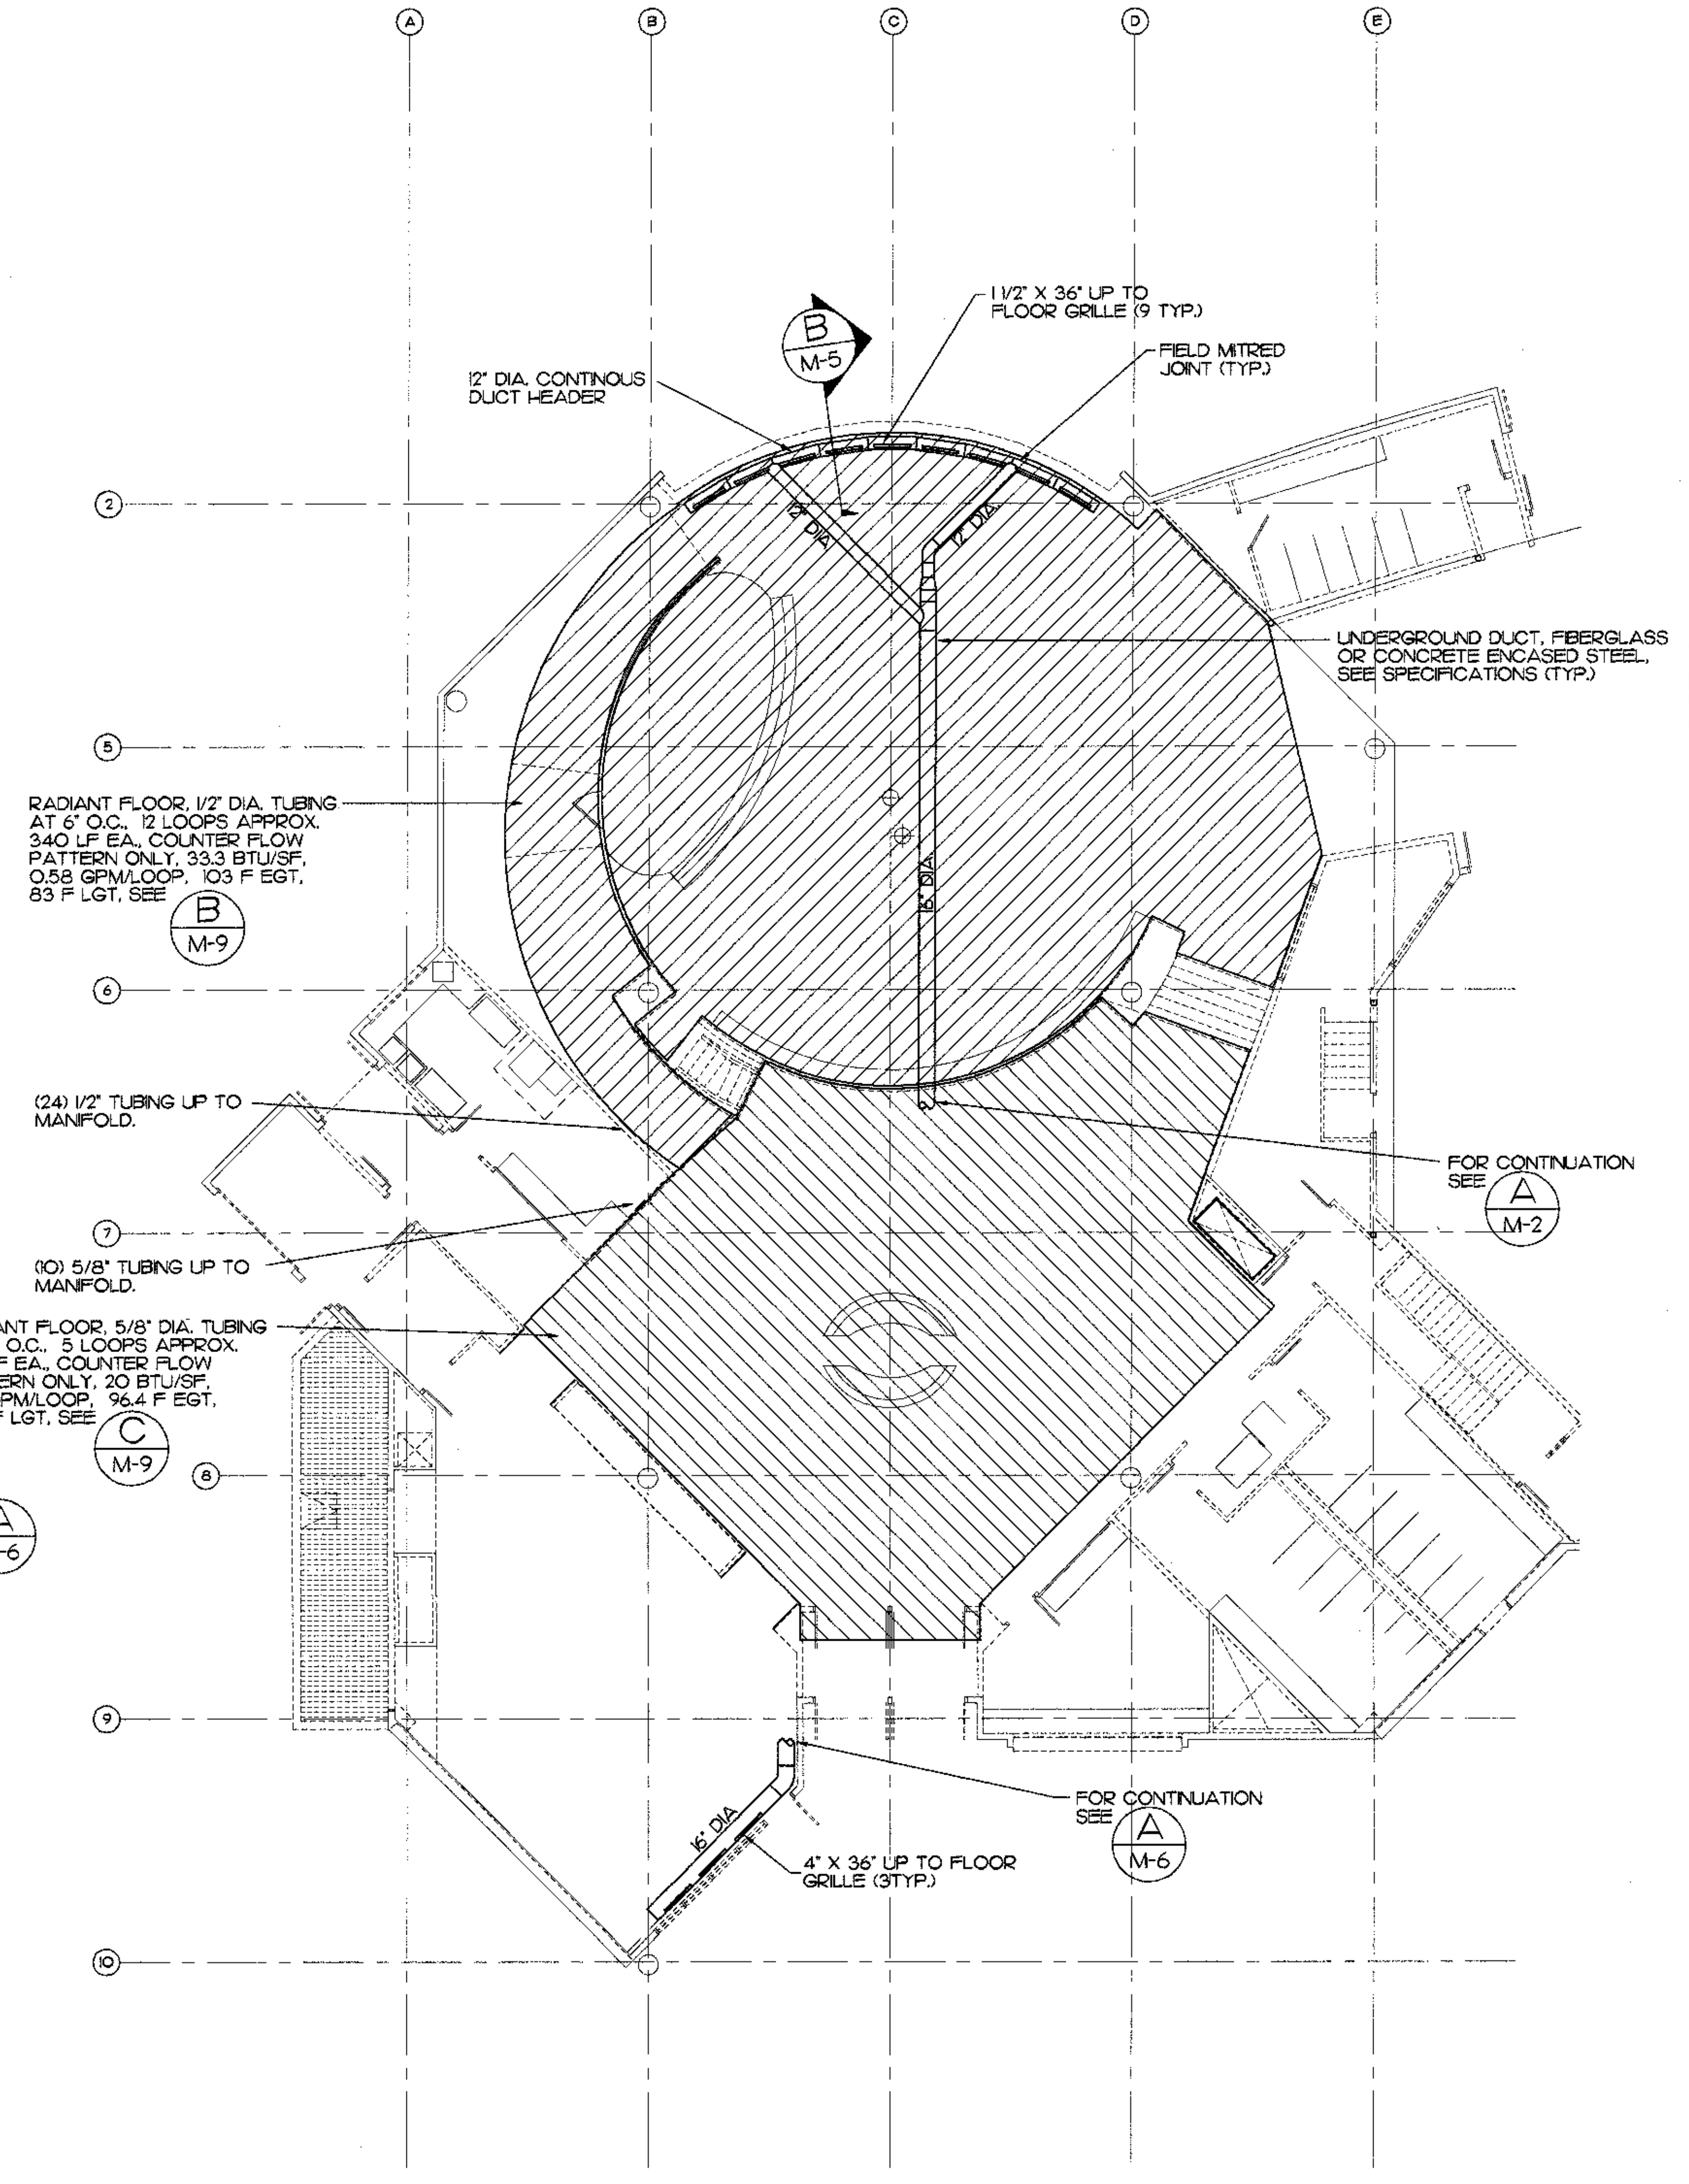 A
B
C
D
E
1 1/2" X 36" UP TO
FLOOR GRILLE (9 TYP.)
B
M-5
FIELD MITRED
JOINT (TYP.)
12" DIA. CONTINOUS
DUCT HEADER
2
12" DIA
12" DIA
UNDERGROUND DUCT, FIBERGLASS
OR CONCRETE ENCASED STEEL,
SEE SPECIFICATIONS (TYP.)
5
RADIANT FLOOR, 1/2" DIA. TUBING
AT 6" O.C., 12 LOOPS APPROX.
340 LF EA., COUNTER FLOW
PATTERN ONLY, 33.3 BTU/SF,
0.58 GPM/LOOP, 103 F EGT,
83 F LGT, SEE
B
M-9
16" DIA
6
(24) 1/2" TUBING UP TO
MANIFOLD.
FOR CONTINUATION
SEE
A
M-2
7
(10) 5/8" TUBING UP TO
MANIFOLD.
ANT FLOOR, 5/8" DIA. TUBING
O.C., 5 LOOPS APPROX.
F EA., COUNTER FLOW
ERN ONLY, 20 BTU/SF,
PM/LOOP, 96.4 F EGT,
F LGT, SEE
C
M-9
8
A
-6
9
FOR CONTINUATION
SEE
A
M-6
16" DIA
4" X 36" UP TO FLOOR
GRILLE (3TYP.)
10